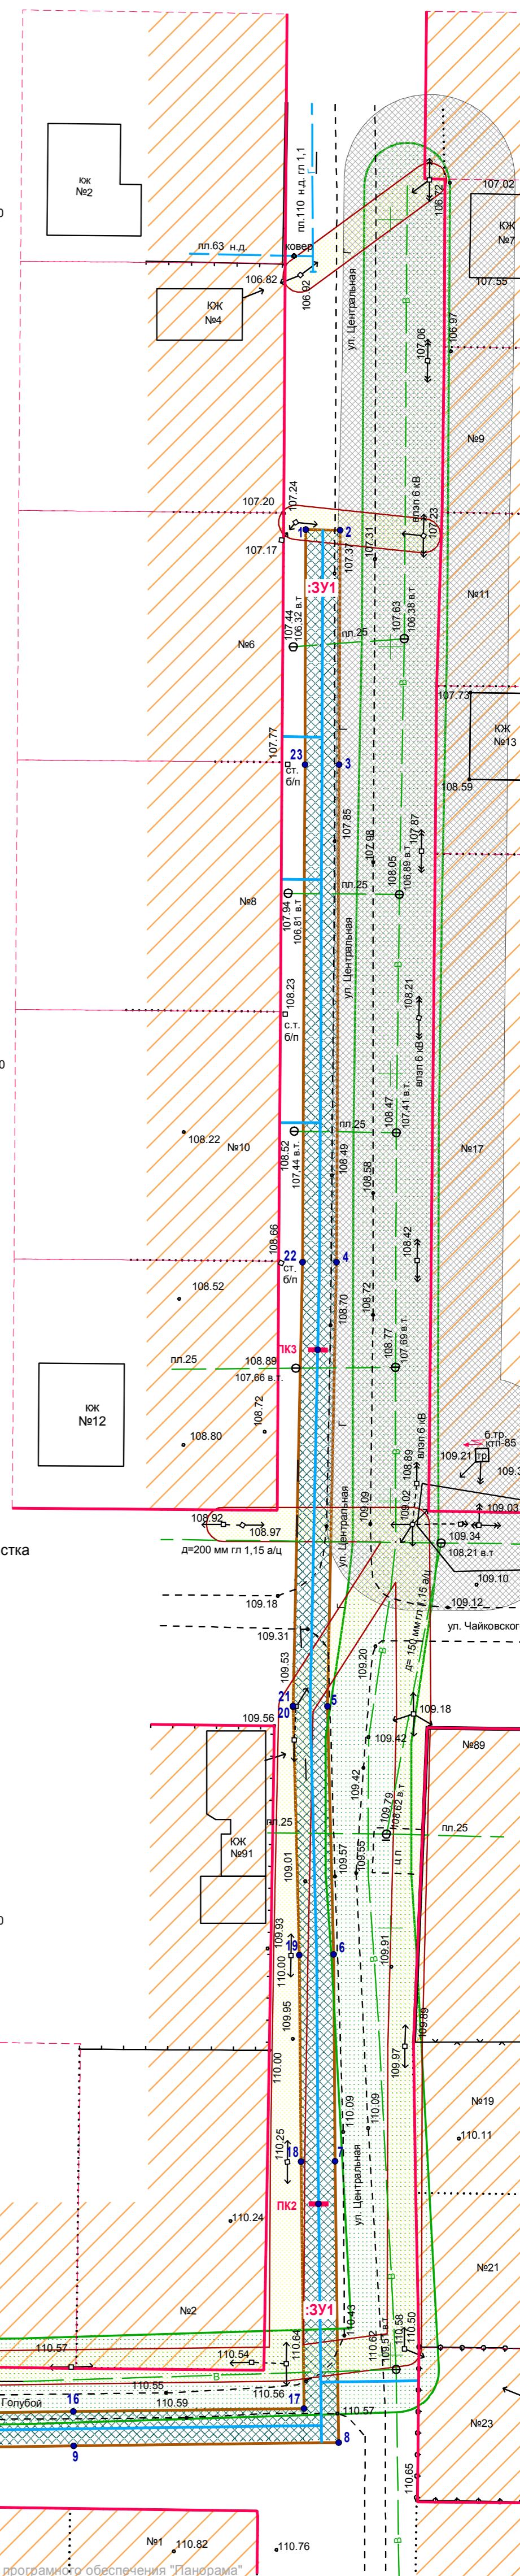 кж
№2
пл.110 н.д. гл 1,1
Г
107.02
106.72
КЖ
№7
107.55
пл.63 н.д.
ковер
106.82
106.92
КЖ
№4
ул. Центральная
Г
В
107.06
106.97
№9
107.24
107.20
107.17
1
2
107.37
107.31
влэп 6 кВ
107.23
:ЗУ1
№11
107.44
106,32 в.т
107.63
106,38 в.т
пл.25
№6
107.73
КЖ
№13
107.77
Г
23
3
ст.
б/п
108.59
107.85
107.98
107.87
108.05
106,89 в.т
пл.25
№8
107.94
106,81 в.т
В
ул. Центральная
108.23
с.т.
б/п
108.21
влэп 6 кВ
108.47
107,41 в.т.
пл.25
108.22
№10
108.52
107,44 в.т.
108.49
№17
108.58
108.66
22
4
ст.
б/п
108.42
108.52
108.70
108.72
ПК3
108.77
107,69 в.т
пл.25
108.89
107,66 в.т.
кж
№12
108.72
108.80
Г
влэп 6 кВ
б.тр.
ктп-85
109.21
тр
108.89
109.02
109.03
108.92
108.97
109.09
109.34
108,21 в.т
стка
д=200 мм гл 1,15 а/ц
ул. Центральная
109.10
109.18
109.12
109.31
ул. Чайковского
109.20
д= 150 мм гл 1,15 а/ц
109.53
21
20
5
109.56
109.18
109.42
№89
109.42
109.79
108,62 в.т
пл.25
пл.25
КЖ
№91
109.01
109.57
109.55
ц п
109.93
109.91
19
6
110.00
109.95
109.89
109.97
110.00
110.09
110.09
№19
110.11
110.25
18
7
ул. Центральная
ПК2
110.24
№21
№2
:ЗУ1
110.43
110.62
109,51 в.т
110.58
110.50
110.64
110.57
110.54
В
110.55
110.56
Голубой
16
110.59
17
110.57
8
9
№23
110.65
В
№1
110.82
110.76
програмного обеспечения "Панорама"